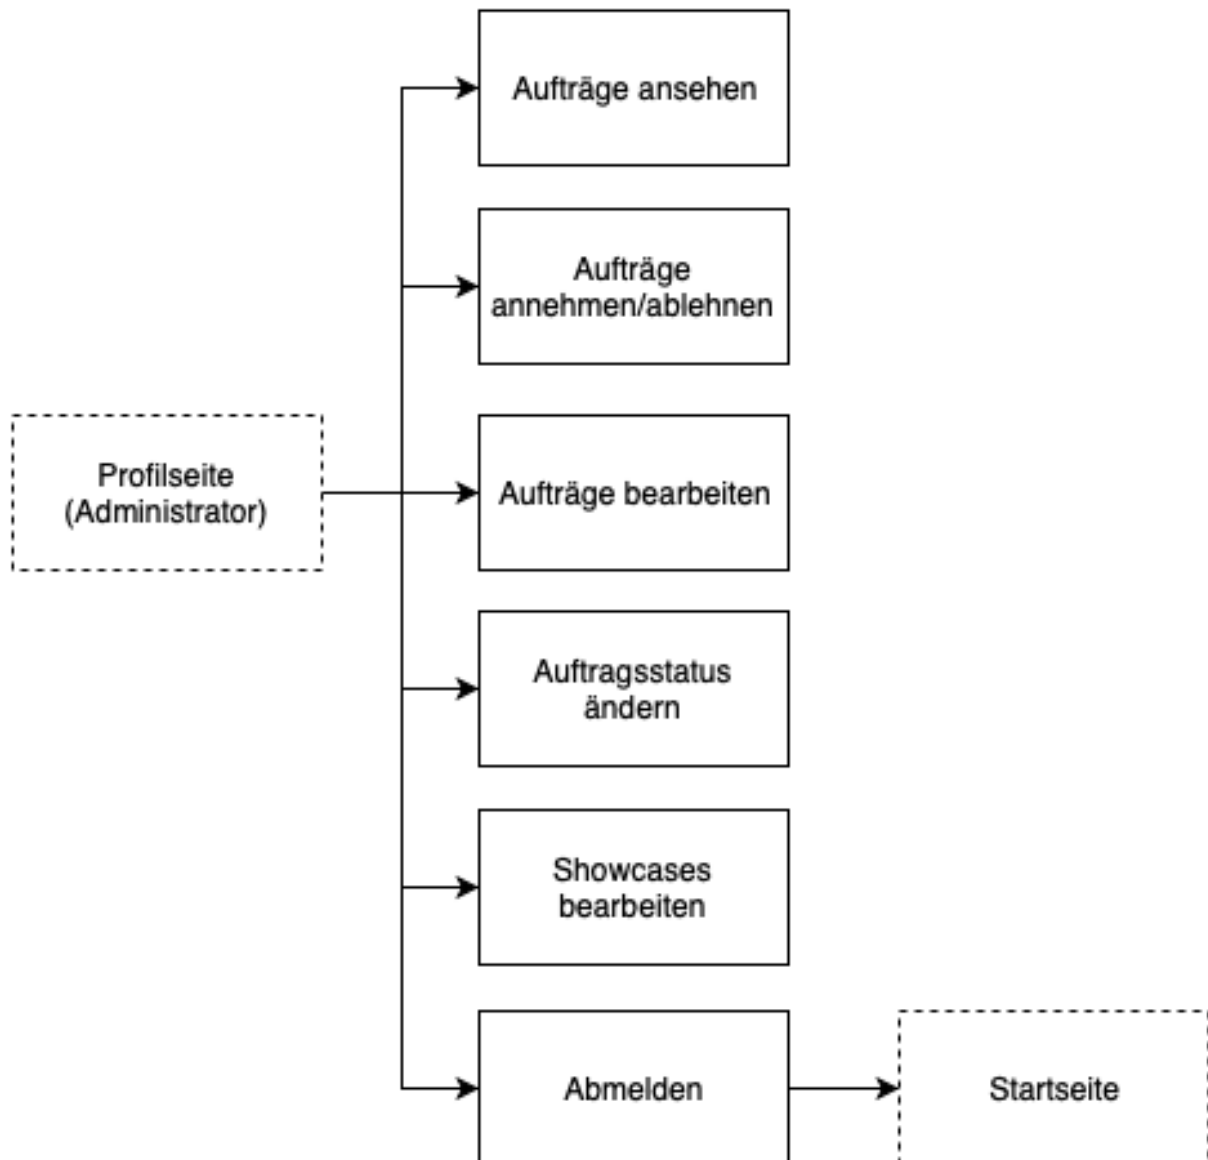 Aufträge ansehen
Aufträge
annehmen/ablehnen
Profilseite
(Administrator)
Aufträge bearbeiten
Auftragsstatus
ändern
Showcases
bearbeiten
Abmelden
Startseite